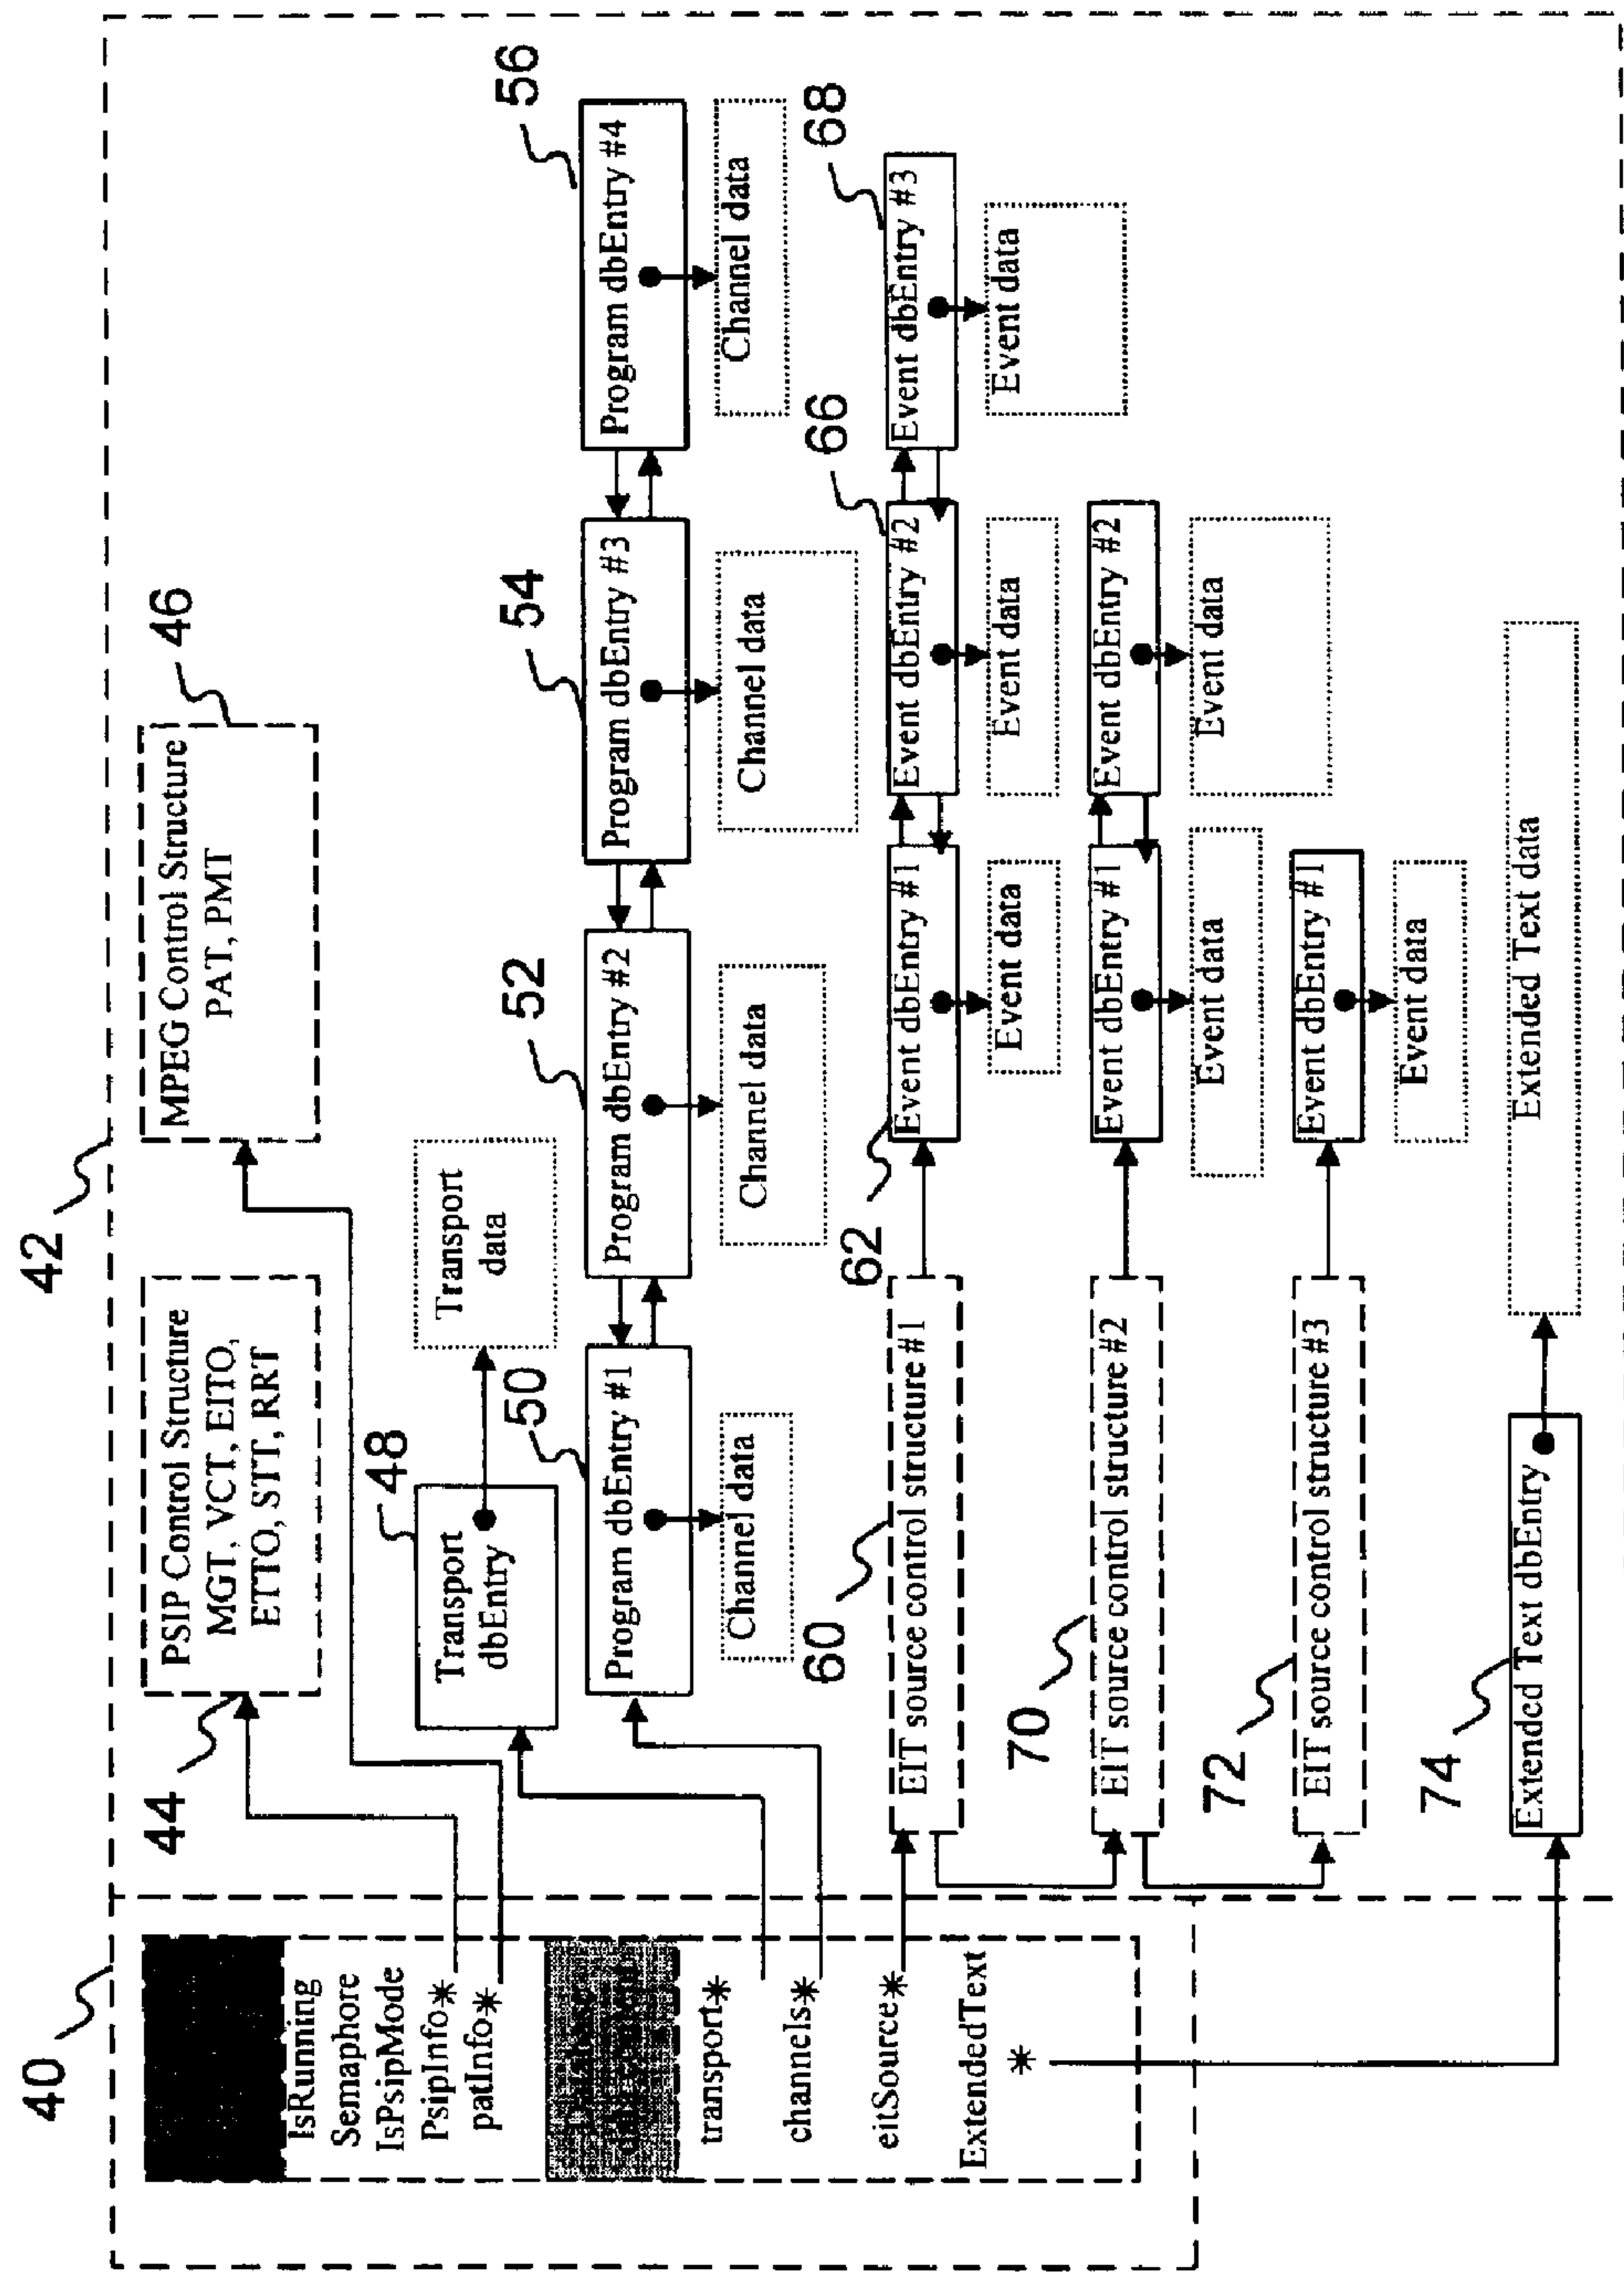 40
42
IsRunning
Semaphore
IsPsipMode
PsipInfo*
patInfo*
transport*
channels*
eitSource*
ExtendedText
*
44
PSIP Control Structure
MGT, VCT, EITO,
ETTO, STT, RRT
46
MPEG Control Structure
PAT, PMT
48
Transport
dbEntry
Transport
data
50
Program dbEntry #1
Channel data
52
Program dbEntry #2
Channel data
54
Program dbEntry #3
Channel data
56
Program dbEntry #4
Channel data
60
EIT source control structure #1
62
Event dbEntry #1
Event data
66
Event dbEntry #2
Event data
68
Event dbEntry #3
Event data
70
EIT source control structure #2
Event dbEntry #1
Event data
Event dbEntry #2
Event data
72
EIT source control structure #3
Event dbEntry #1
Event data
74
Extended Text dbEntry
Extended Text data